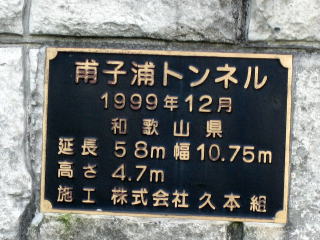 甫子浦トンネル
1999年12月
和歌山県
延長 58m 幅 10.75m
高さ 4.7m
施工 株式会社久本組